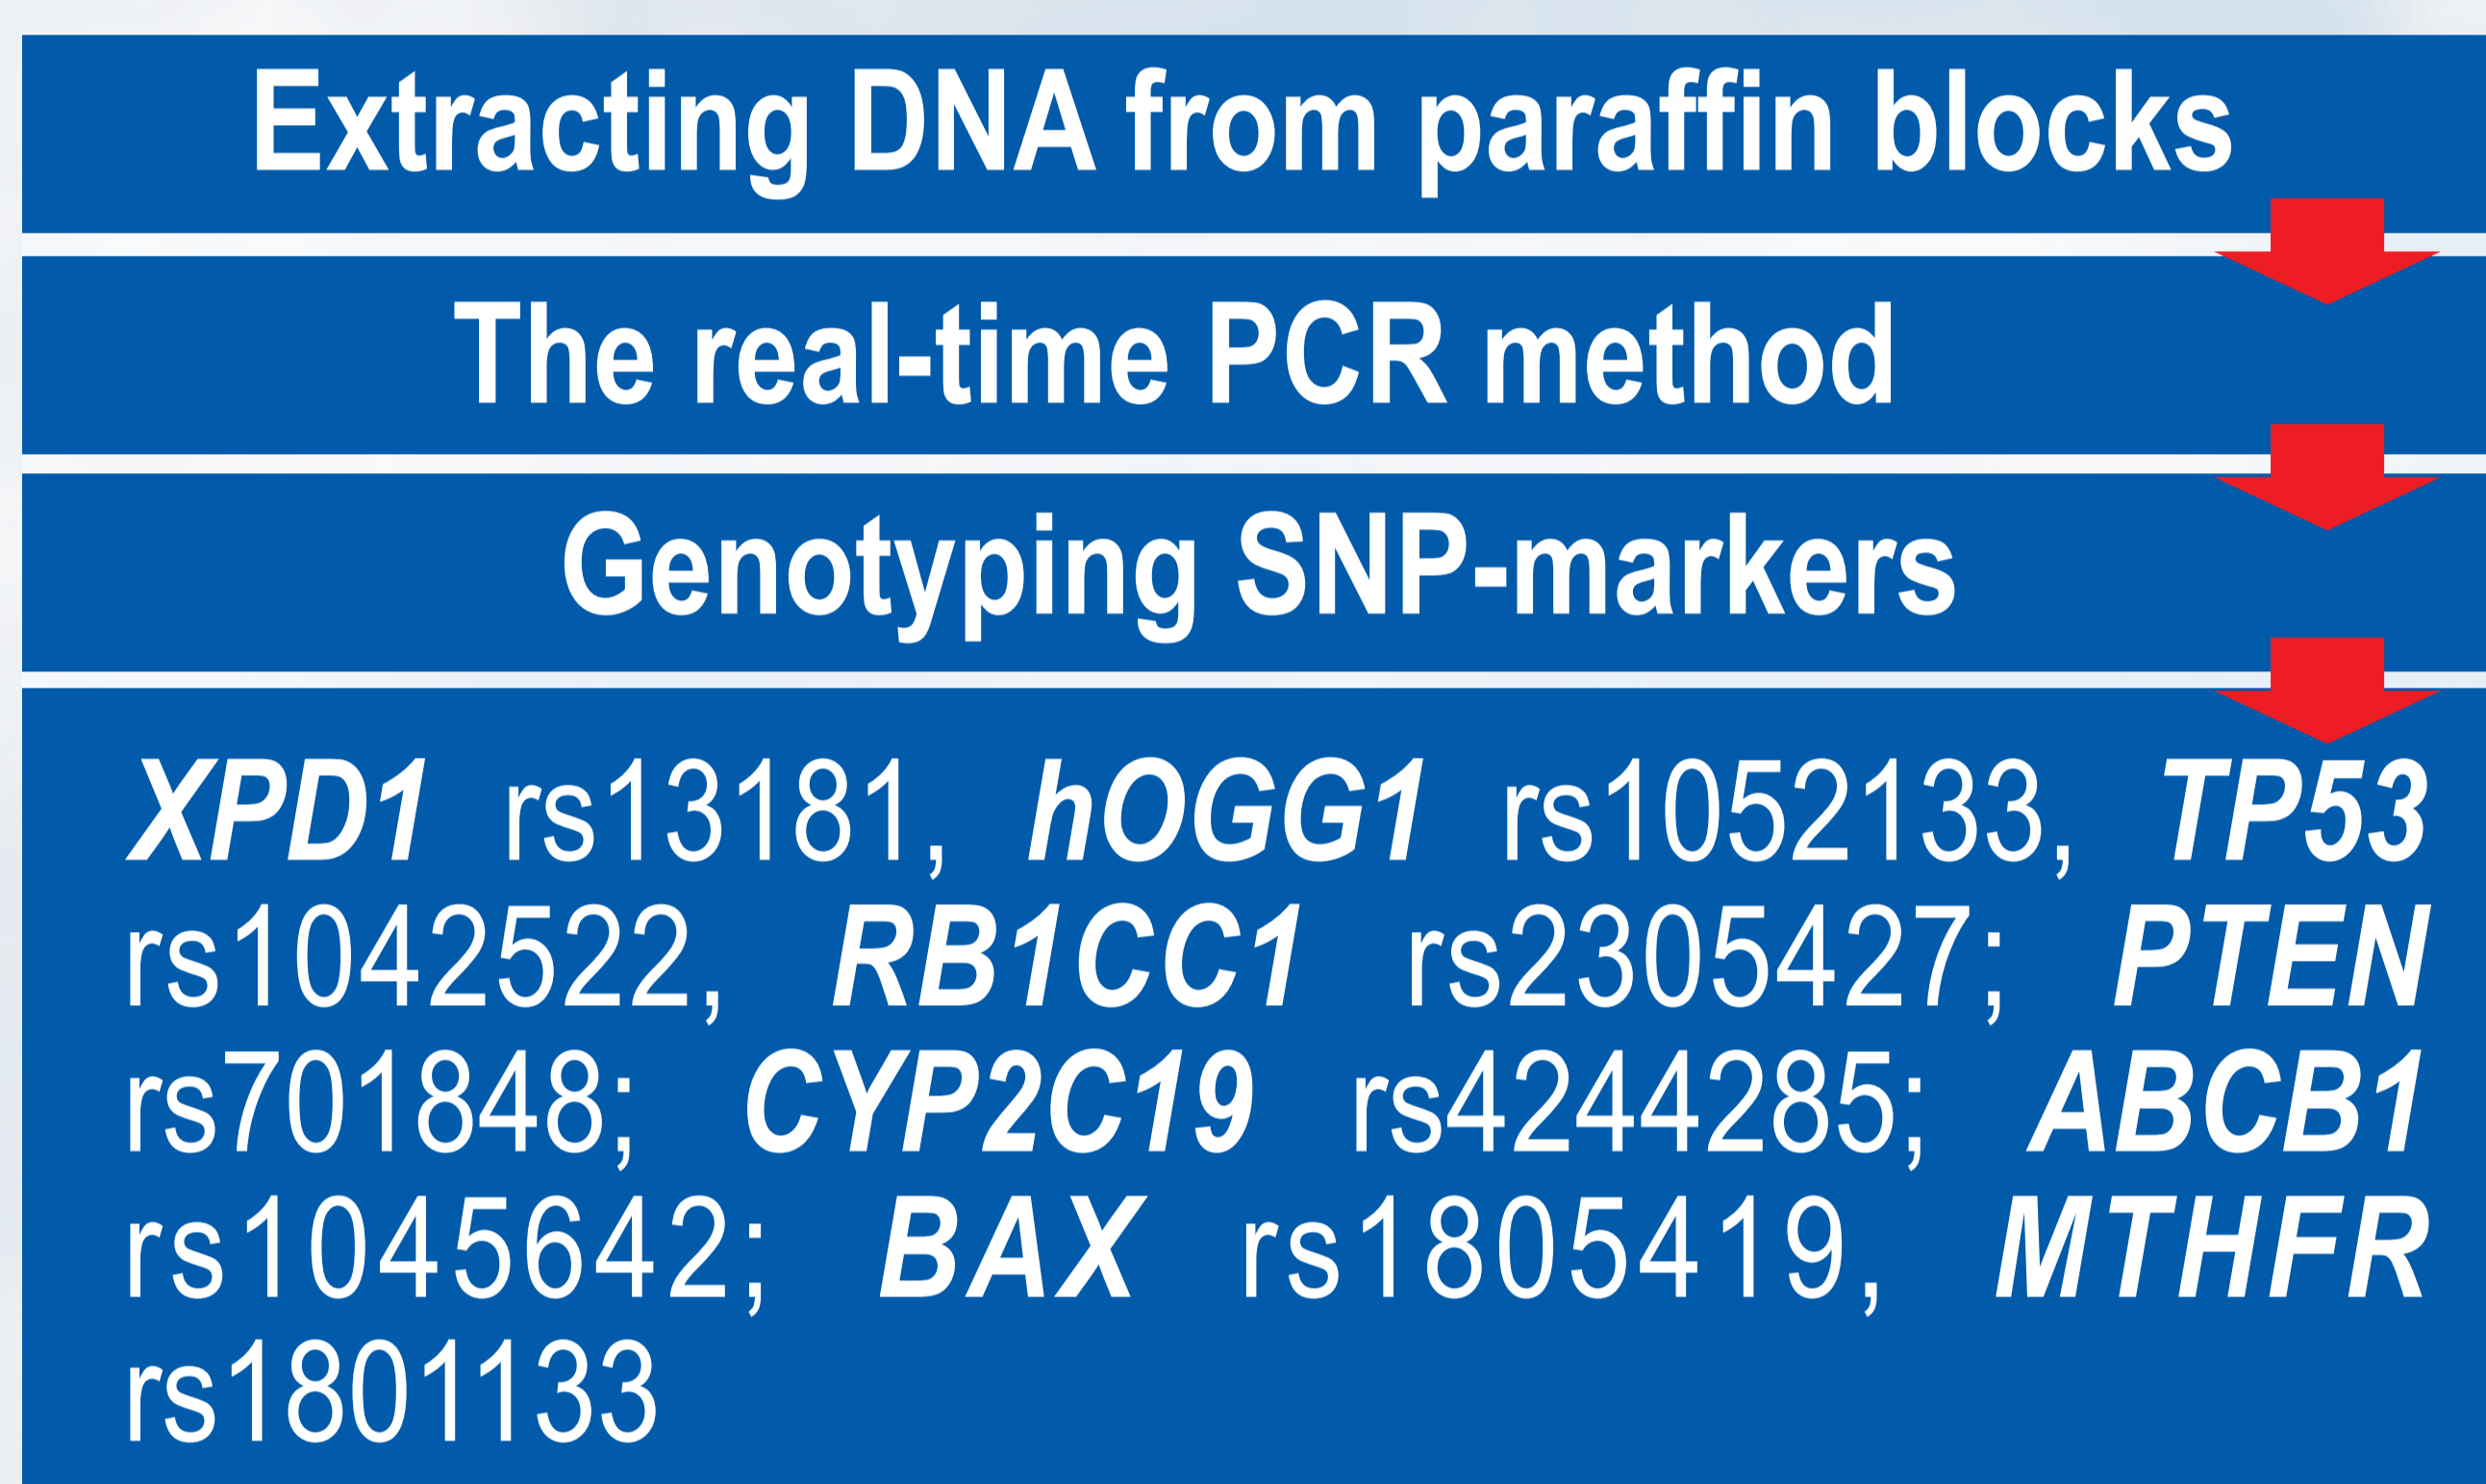 Extracting DNA from paraffin blocks
The real-time PCR method
Genotyping SNP-markers
XPD1 rs13181, hOGG1 rs1052133, TP53
rs1042522, RB1CC1 rs2305427; PTEN
rs701848; CYP2C19 rs4244285; ABCB1
rs1045642; BAX rs1805419, MTHFR
rs1801133